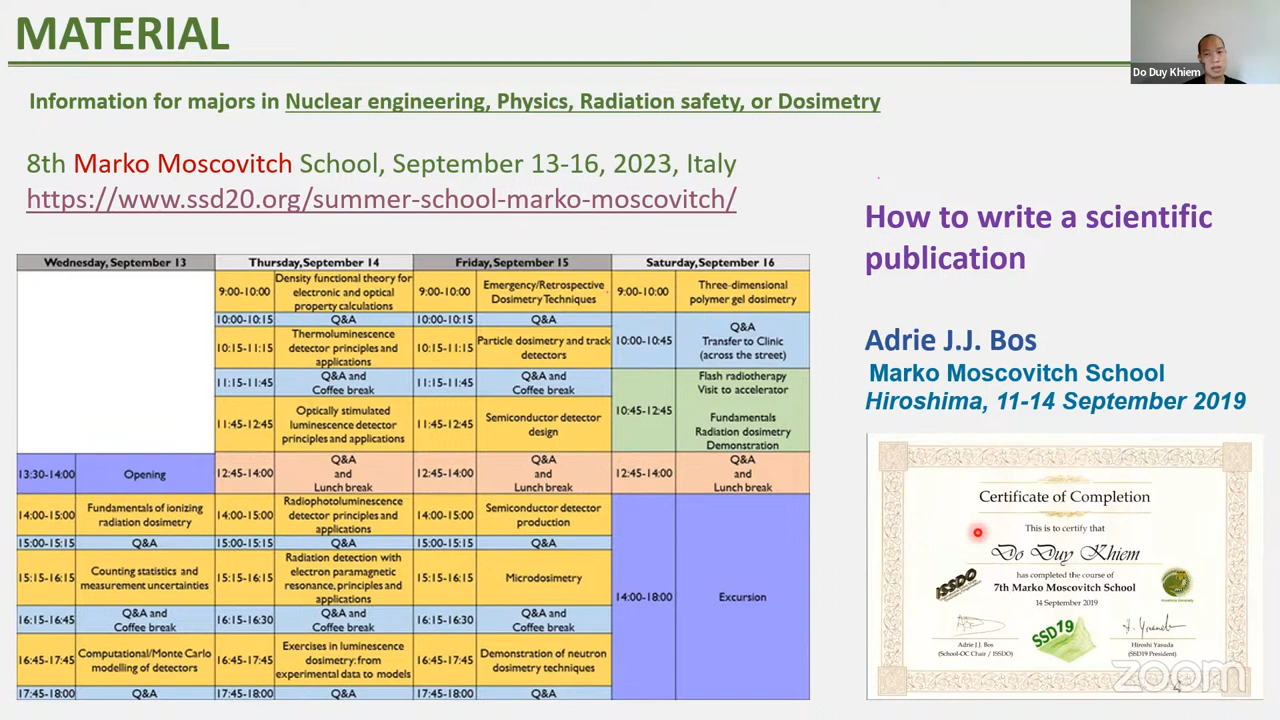 MATERIAL
Do Duy Khiem
Information for majors in Nuclear engineering, Physics, Radiation safety, or Dosimetry
8th Marko Moscovitch School, September 13-16, 2023, Italy
https://www.ssd20.org/summer-school-marko-moscovitch/
How to write a scientific
publication
Adrie J.J. Bos
Marko Moscovitch School
Hiroshima, 11-14 September 2019
Wednesday, September 13
13:30-14:00 Opening
14:00-15:00 Fundamentals of ionizing
radiation dosimetry
15:00-15:15 Q&A
15:15-16:15 Counting statistics and
measurement uncertainties
16:15-16:45 Q&A and
Coffee break
16:45-17:45 Computational/Monte Carlo
modelling of detectors
17:45-18:00 Q&A
Thursday, September 14
9:00-10:00 Density functional theory for
electronic and optical
property calculations
10:00-10:15 Q&A
10:15-11:15 Thermoluminescence
detector principles and
applications
11:15-11:45 Q&A and
Coffee break
11:45-12:45 Optically stimulated
luminescence detector
principles and applications
12:45-14:00 Q&A
and
Lunch break
14:00-15:00 Radiophotoluminescence
detector principles and
applications
15:00-15:15 Q&A
15:15-16:15 Radiation detection with
electron paramagnetic
resonance, principles and
applications
16:15-16:30 Q&A and
Coffee break
16:45-17:45 Exercises in luminescence
dosimetry: from
experimental data to models
17:45-18:00 Q&A
Friday, September 15
9:00-10:00 Emergency/Retrospective
Dosimetry Techniques
10:00-10:15 Q&A
10:15-11:15 Particle dosimetry and track
detectors
11:15-11:45 Q&A and
Coffee break
11:45-12:45 Semiconductor detector
design
12:45-14:00 Q&A
and
Lunch break
14:00-15:00 Semiconductor detector
production
15:00-15:15 Q&A
15:15-16:15 Microdosimetry
16:15-16:30 Q&A and
Coffee break
16:45-17:45 Demonstration of neutron
dosimetry techniques
17:45-18:00 Q&A
Saturday, September 16
9:00-10:00 Three-dimensional
polymer gel dosimetry
10:00-10:45 Q&A
Transfer to Clinic
(across the street)
10:45-12:45 Flash radiotherapy
Visit to accelerator
Fundamentals
Radiation dosimetry
Demonstration
12:45-14:00 Q&A
and
Lunch break
14:00-18:00 Excursion
Certificate of Completion
This is to certify that
Do Duy Khiem
has completed the course of
7th Marko Moscovitch School
14 September 2019
ISSDO
SSD19
Adrie J.J. Bos
(School-OC Chair / ISSDO)
Hiroshi Yasuda
(SSD19 President)
zoom